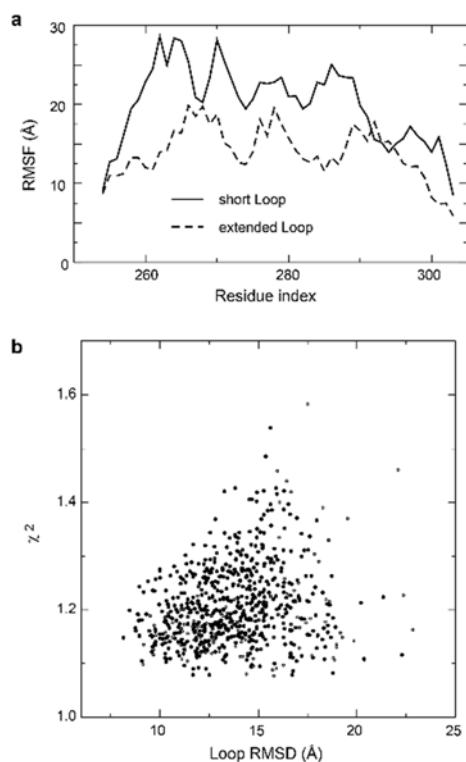 a
30
20
10
0
RMSF (Å)
short Loop
extended Loop
260
280
300
Residue index
b
1.6
1.4
1.2
1.0
χ 2
10
15
20
25
Loop RMSD (Å)